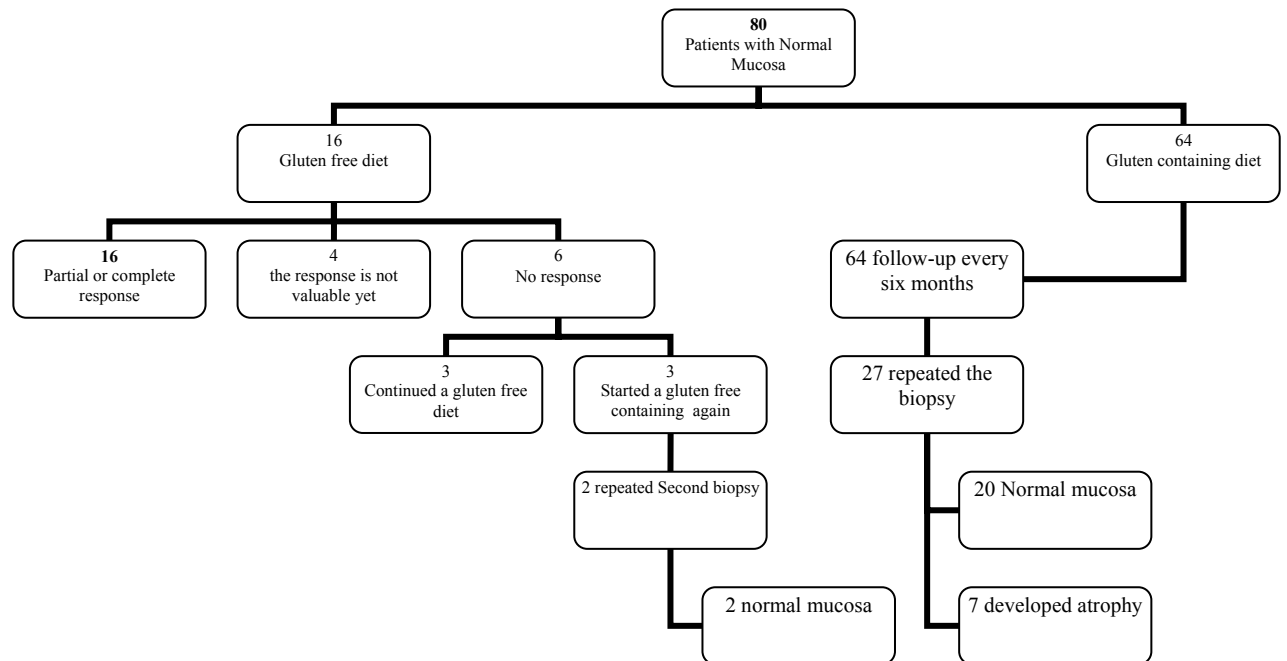 80
Patients with Normal
Mucosa
16
Gluten free diet
64
Gluten containing diet
16
Partial or complete
response
4
the response is not
valuable yet
6
No response
64 follow-up every
six months
3
Continued a gluten free
diet
3
Started a gluten free
containing again
27 repeated the
biopsy
2 repeated Second biopsy
20 Normal mucosa
2 normal mucosa
7 developed atrophy